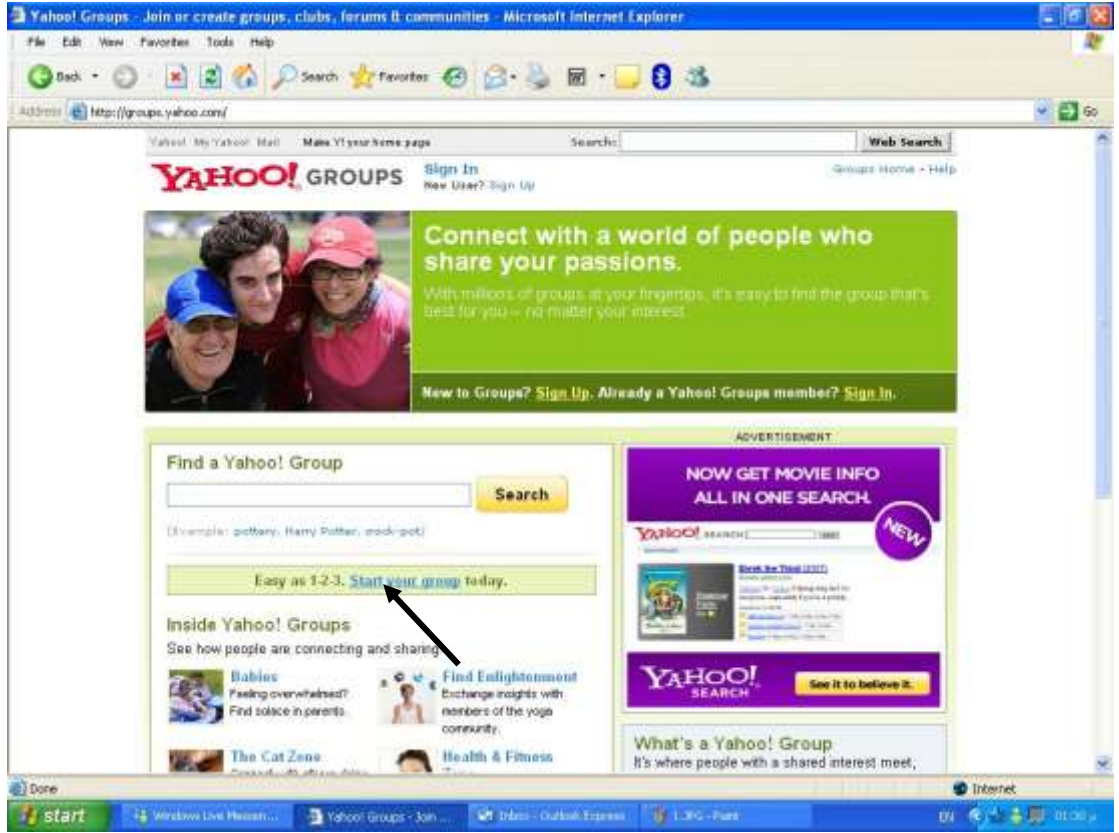 Yahoo! Groups - Join or create groups, clubs, forums & communities - Microsoft Internet Explorer
File Edit View Favorites Tools Help
Back Search Favorites
Address http://groups.yahoo.com/ Go
Yahoo! My Yahoo! Mail Make Y! your home page Search: Web Search
YAHOO! GROUPS Sign In
New User? Sign Up
Groups Home - Help
Connect with a world of people who
share your passions.
With millions of groups at your fingertips, it's easy to find the group that's
best for you -- no matter your interest.
New to Groups? Sign Up. Already a Yahoo! Groups member? Sign In.
ADVERTISEMENT
Find a Yahoo! Group
Search
(Example: pottery, Harry Potter, crock-pot)
Easy as 1-2-3. Start your group today.
Inside Yahoo! Groups
See how people are connecting and sharing
Babies
Feeling overwhelmed?
Find solace in parents.
Find Enlightenment
Exchange insights with
members of the yoga
community.
The Cat Zone
Health & Fitness
NOW GET MOVIE INFO
ALL IN ONE SEARCH.
NEW
YAHOO! SEARCH
Shrek the Third (2007)
YAHOO!
SEARCH
See it to believe it.
What's a Yahoo! Group
It's where people with a shared interest meet,
Done Internet
start Windows Live Messen... Yahoo! Groups - Join ... Inbox - Outlook Express 1.JPG - Paint EN